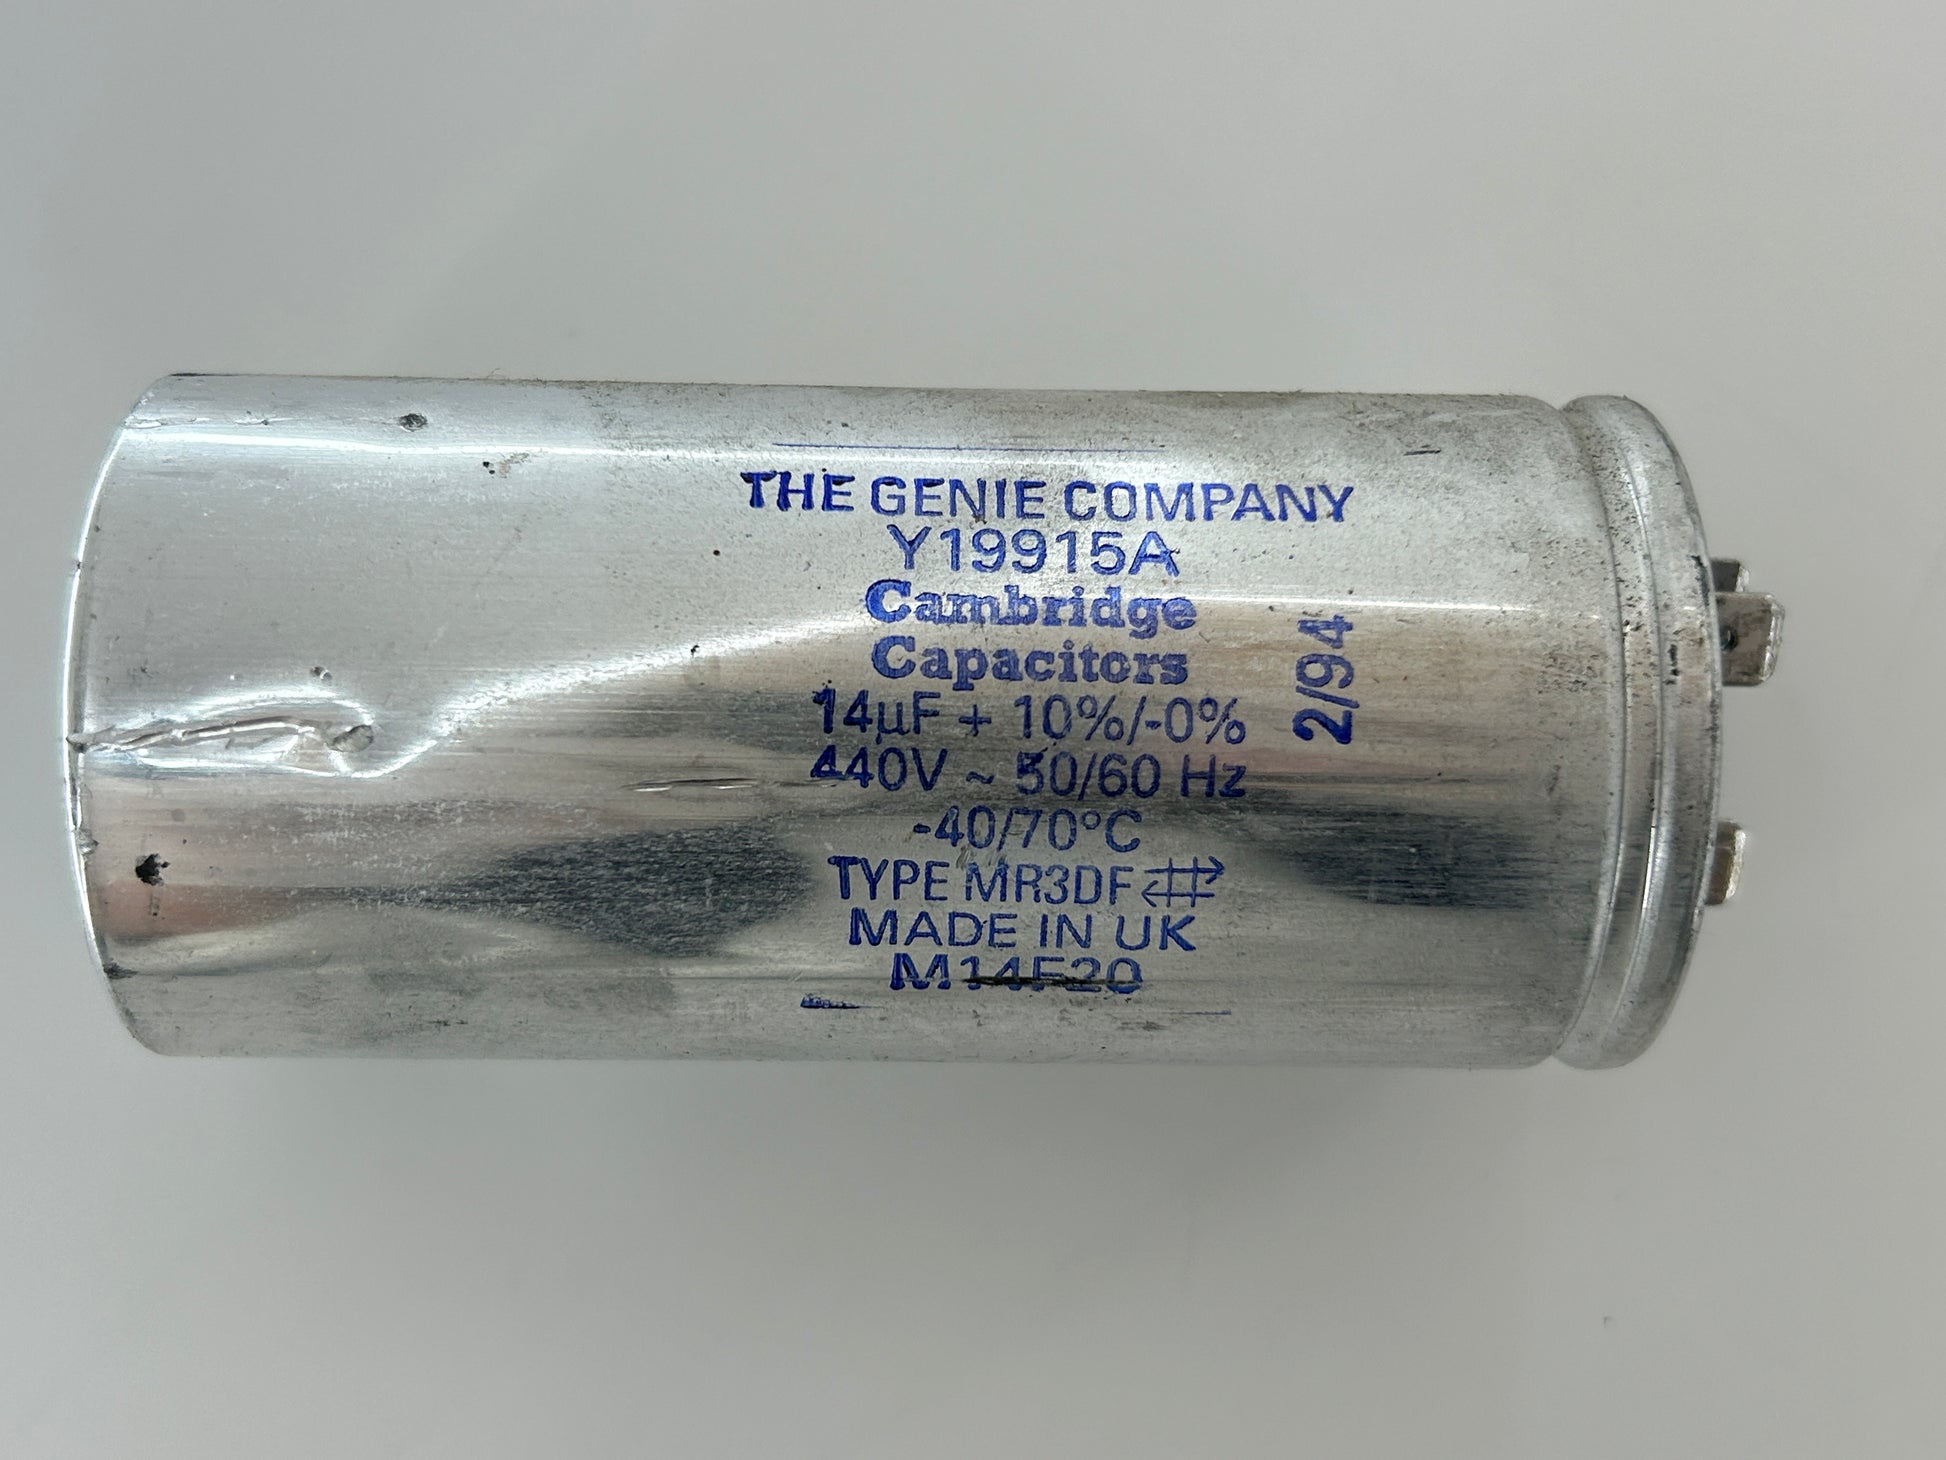 THE GENIE COMPANY
Y19915A
Cambridge
Capacitors
14µF + 10%/-0%
440V ~ 50/60 Hz
-40/70°C
TYPE MR3DF
MADE IN UK
M14F20
2/94